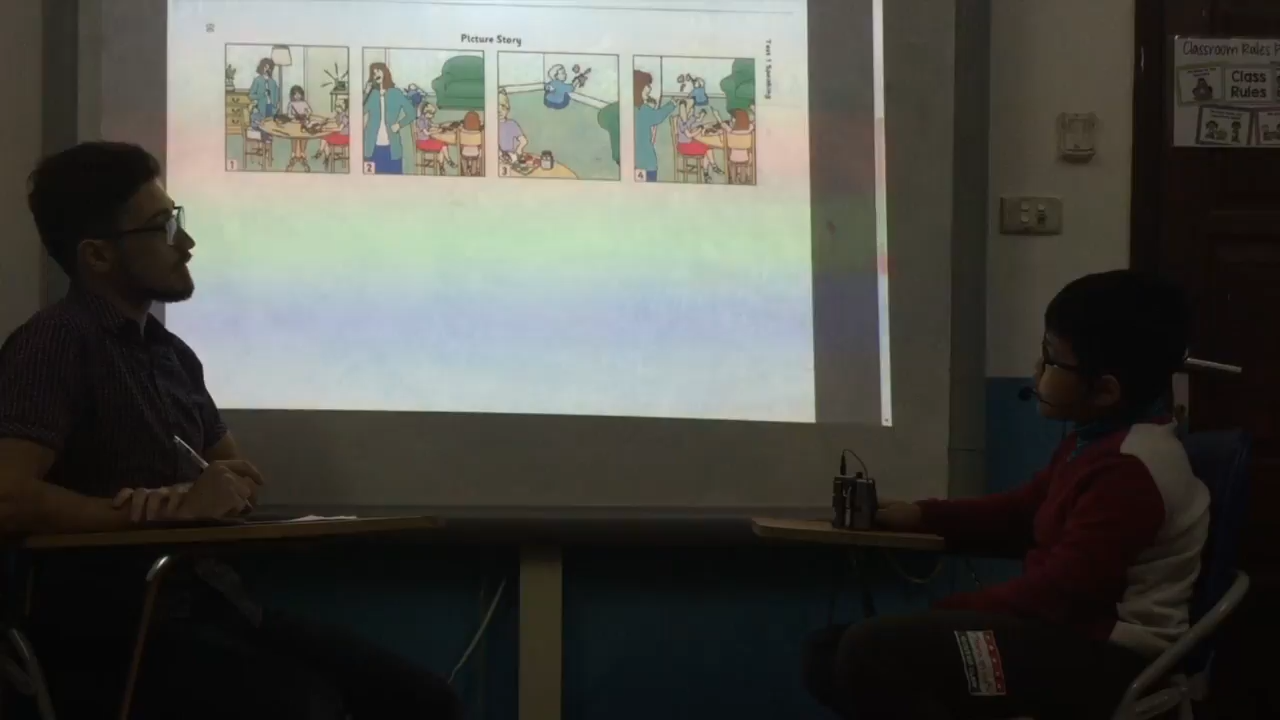 Picture Story
Test 1 Speaking
1
2
3
4
Classroom Rules
Class
Rules